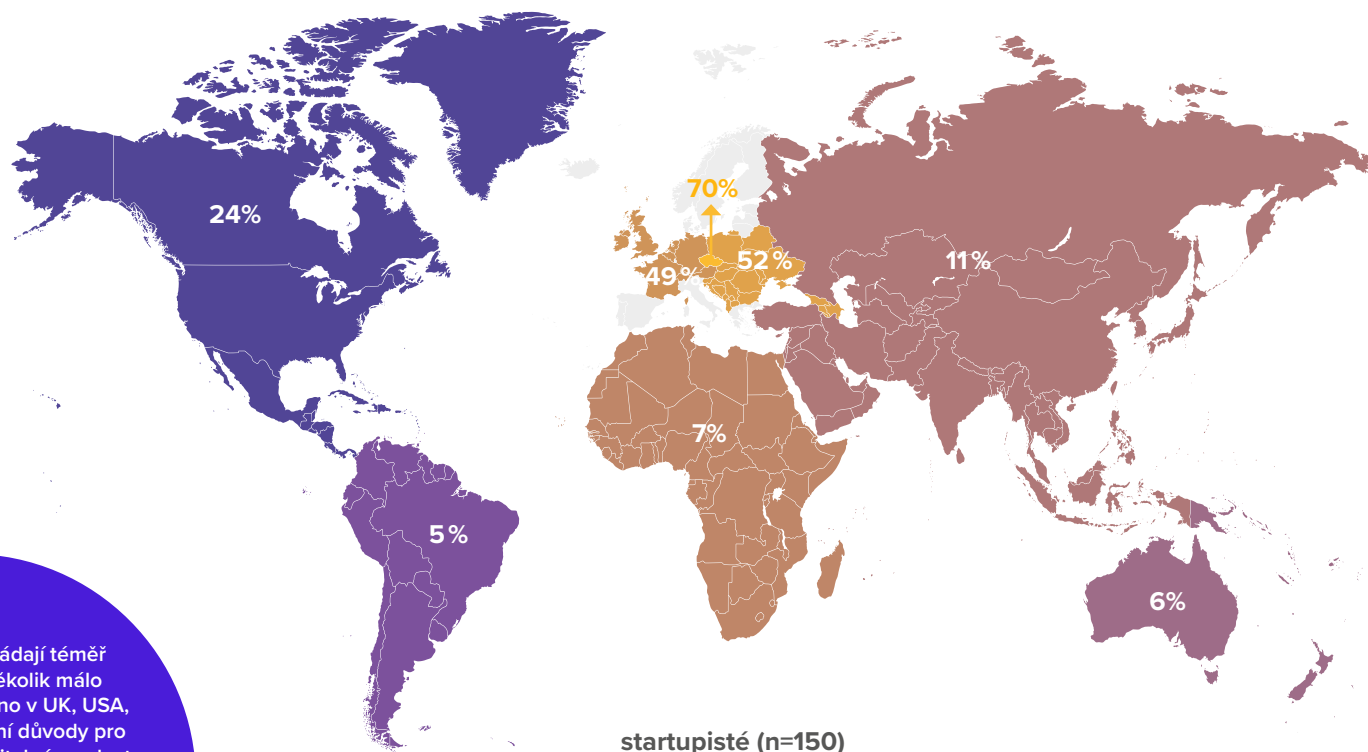 70%
24%
52 %
11%
49 %
7%
5 %
6%
ádají téměř
ěkolik málo
no v UK, USA,
ní důvody pro
startupisté (n=150)